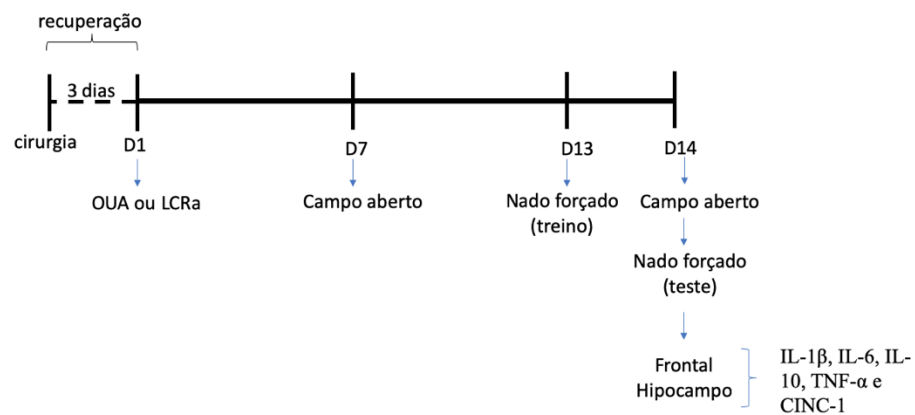 recuperação
3 dias
cirurgia
D1
D7
D13
D14
OUA ou LCRa
Campo aberto
Nado forçado
(treino)
Campo aberto
Nado forçado
(teste)
Frontal
Hipocampo
IL-1β, IL-6, IL-
10, TNF-α e
CINC-1